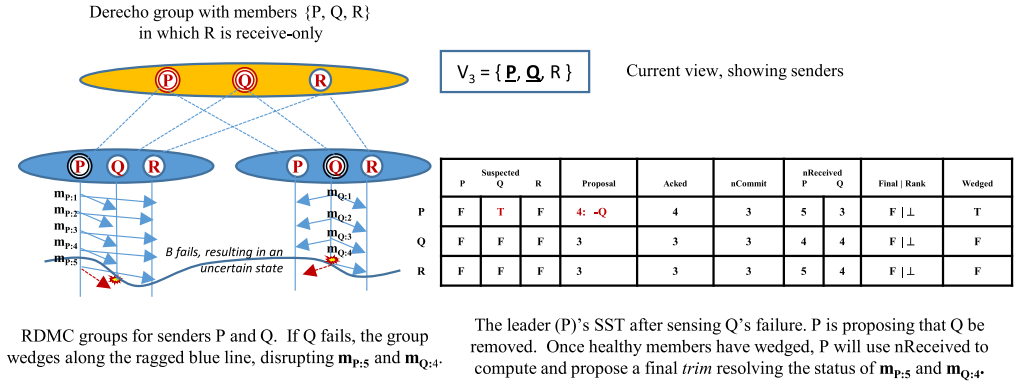 Derecho group with members {P, Q, R}
in which R is receive-only
P Q R
V3 = { P, Q, R }
Current view, showing senders
P Q R
P Q R
mP:1
mP:2
mP:3
mP:4
mP:5
mQ:1
mQ:2
mQ:3
mQ:4
B fails, resulting in an
uncertain state
Suspected Proposal Acked nCommit nReceived Final | Rank Wedged
P Q R P Q
P F T F 4: -Q 4 3 5 3 F | ⊥ T
Q F F F 3 3 3 4 4 F | ⊥ F
R F F F 3 3 3 5 4 F | ⊥ F
RDMC groups for senders P and Q. If Q fails, the group
wedges along the ragged blue line, disrupting mP:5 and mQ:4.
The leader (P)'s SST after sensing Q's failure. P is proposing that Q be
removed. Once healthy members have wedged, P will use nReceived to
compute and propose a final trim resolving the status of mP:5 and mQ:4.